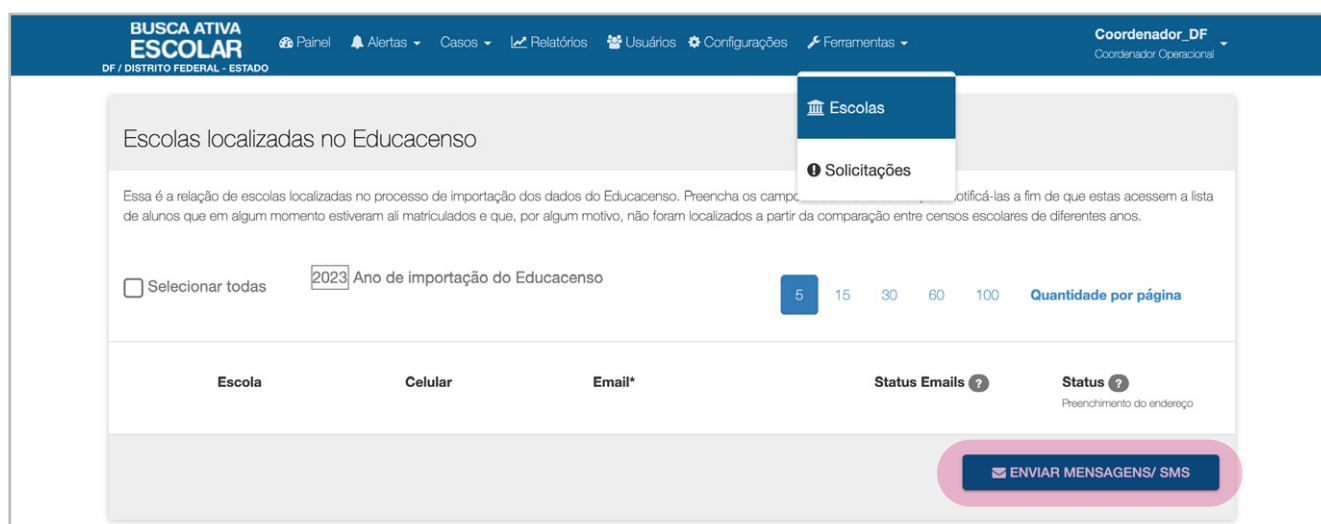 BUSCA ATIVA
ESCOLAR
DF / DISTRITO FEDERAL - ESTADO
Painel Alertas Casos Relatórios Usuários Configurações Ferramentas
Coordenador_DF
Coordenador Operacional
Escolas
Solicitações
Escolas localizadas no Educacenso
Essa é a relação de escolas localizadas no processo de importação dos dados do Educacenso. Preencha os campo otificá-las a fim de que estas acessem a lista
de alunos que em algum momento estiveram ali matriculados e que, por algum motivo, não foram localizados a partir da comparação entre censos escolares de diferentes anos.
Selecionar todas 2023 Ano de importação do Educacenso
5 15 30 60 100 Quantidade por página
Escola Celular Email* Status Emails ? Status ?
Preenchimento do endereço
ENVIAR MENSAGENS/ SMS